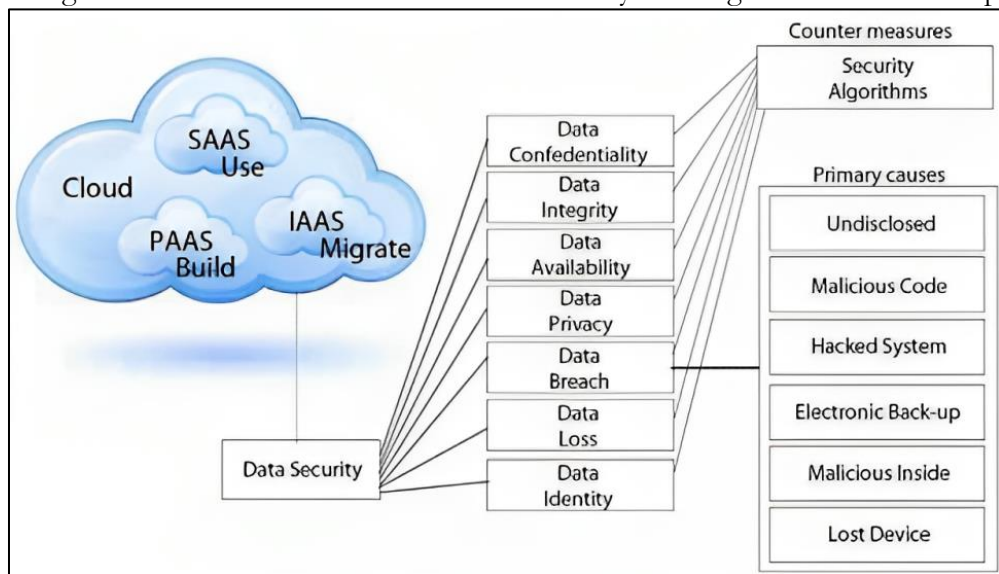 Cloud
SAAS
Use
PAAS
Build
IAAS
Migrate
Data Security
Data
Confedentiality
Data
Integrity
Data
Availability
Data
Privacy
Data
Breach
Data
Loss
Data
Identity
Counter measures
Security
Algorithms
Primary causes
Undisclosed
Malicious Code
Hacked System
Electronic Back-up
Malicious Inside
Lost Device